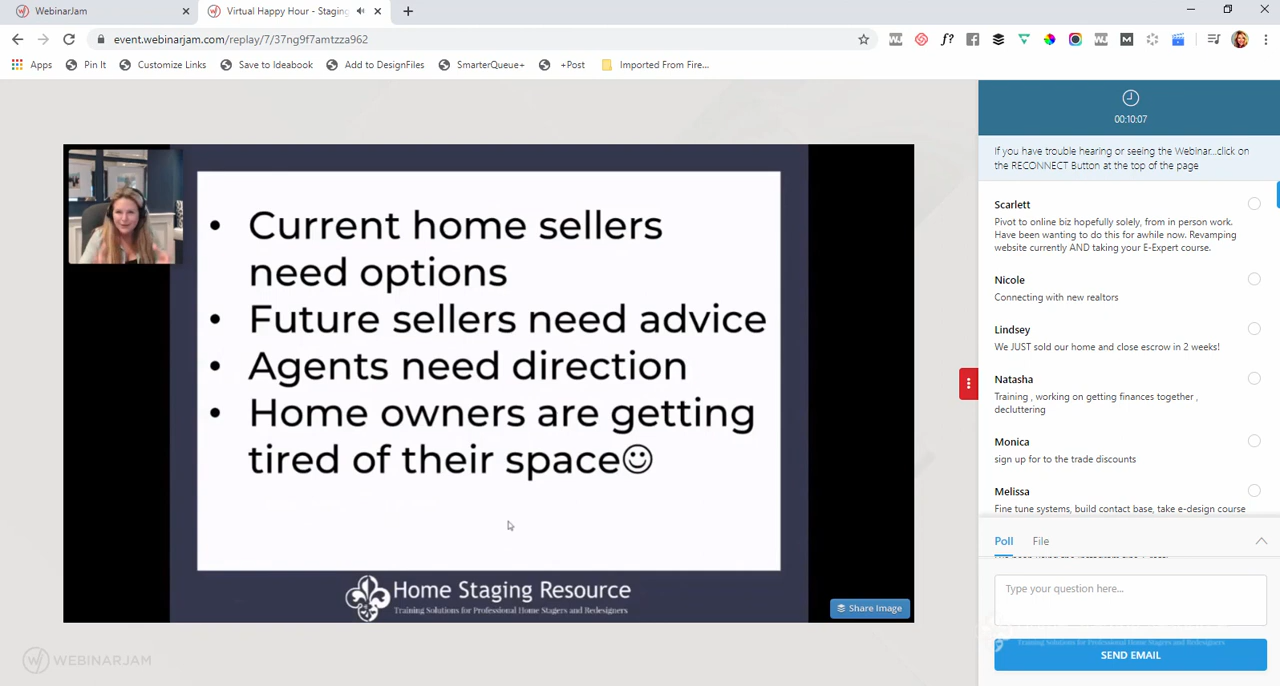 WebinarJam
Virtual Happy Hour - Staging
event.webinarjam.com/replay/7/37ng9f7amtzza962
Apps
Pin It
Customize Links
Save to Ideabook
Add to DesignFiles
SmarterQueue+
+Post
Imported From Fire...
• Current home sellers
need options
• Future sellers need advice
• Agents need direction
• Home owners are getting
tired of their space☺
Home Staging Resource
Training Solutions for Professional Home Stagers and Redesigners
Share Image
WEBINARJAM
00:10:07
If you have trouble hearing or seeing the Webinar...click on
the RECONNECT Button at the top of the page
Scarlett
Pivot to online biz hopefully solely, from in person work.
Have been wanting to do this for awhile now. Revamping
website currently AND taking your E-Expert course.
Nicole
Connecting with new realtors
Lindsey
We JUST sold our home and close escrow in 2 weeks!
Natasha
Training , working on getting finances together ,
decluttering
Monica
sign up for to the trade discounts
Melissa
Fine tune systems, build contact base, take e-design course
Poll
File
Type your question here...
SEND EMAIL